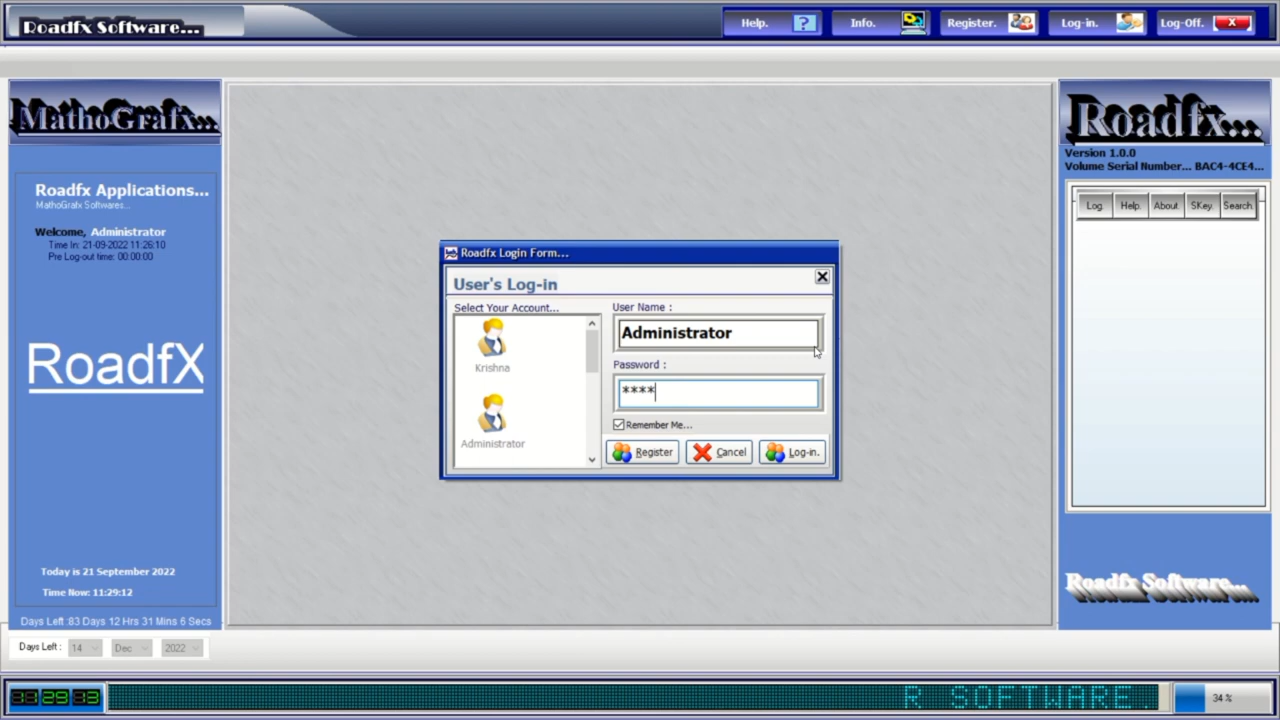 Roadfx Software...
Help.
Info.
Register.
Log-in.
Log-Off.
MathoGrafx...
Roadfx Applications...
MathoGrafx Softwares...
Welcome, Administrator
Time In: 21-09-2022 11:26:10
Pre Log-out time: 00:00:00
RoadfX
Today is 21 September 2022
Time Now: 11:29:12
Days Left :83 Days 12 Hrs 31 Mins 6 Secs
Days Left :
14
Dec
2022
Roadfx Login Form...
User's Log-in
Select Your Account...
Krishna
Administrator
User Name :
Administrator
Password :
****
Remember Me...
Register
Cancel
Log-in.
Roadfx...
Version 1.0.0
Volume Serial Number... BAC4-4CE4...
Log
Help.
About
SKey.
Search
Roadfx Software...
R SOFTWARE.
34 %